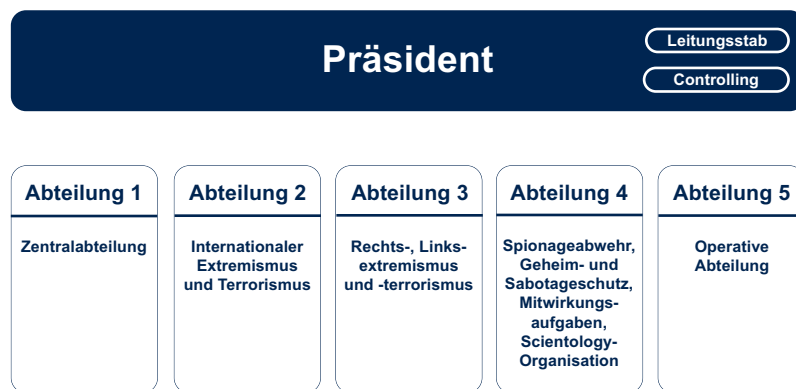 Präsident
Leitungsstab
Controlling
Abteilung 1
Zentralabteilung
Abteilung 2
Internationaler
Extremismus
und Terrorismus
Abteilung 3
Rechts-, Links-
extremismus
und -terrorismus
Abteilung 4
Spionageabwehr,
Geheim- und
Sabotageschutz,
Mitwirkungs-
aufgaben,
Scientology-
Organisation
Abteilung 5
Operative
Abteilung